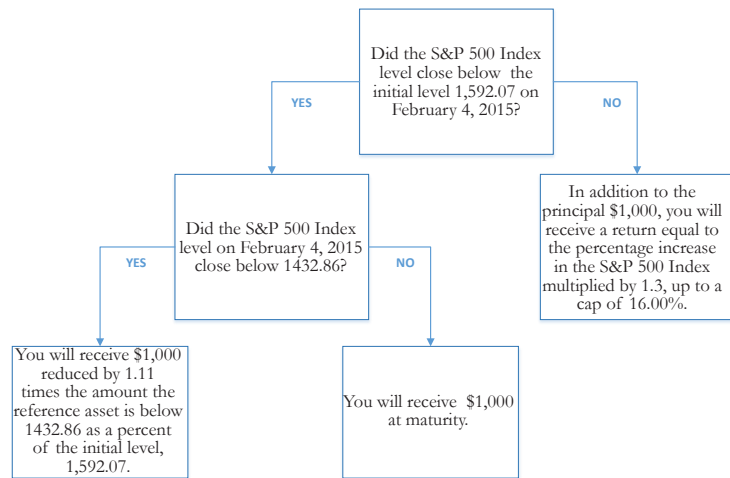 Did the S&P 500 Index
level close below the
initial level 1,592.07 on
February 4, 2015?
YES
NO
Did the S&P 500 Index
level on February 4, 2015
close below 1432.86?
In addition to the
principal $1,000, you will
receive a return equal to
the percentage increase
in the S&P 500 Index
multiplied by 1.3, up to a
cap of 16.00%.
YES
NO
You will receive $1,000
reduced by 1.11
times the amount the
reference asset is below
1432.86 as a percent
of the initial level,
1,592.07.
You will receive $1,000
at maturity.